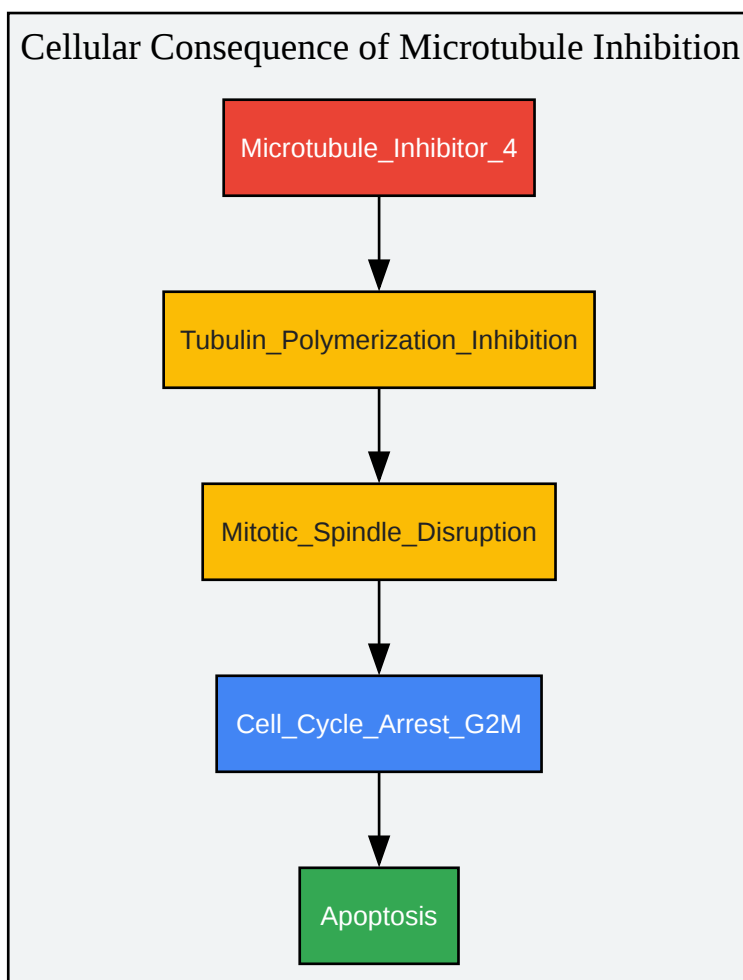 Cellular Consequence of Microtubule Inhibition
Microtubule_Inhibitor_4
Tubulin_Polymerization_Inhibition
Mitotic_Spindle_Disruption
Cell_Cycle_Arrest_G2M
Apoptosis